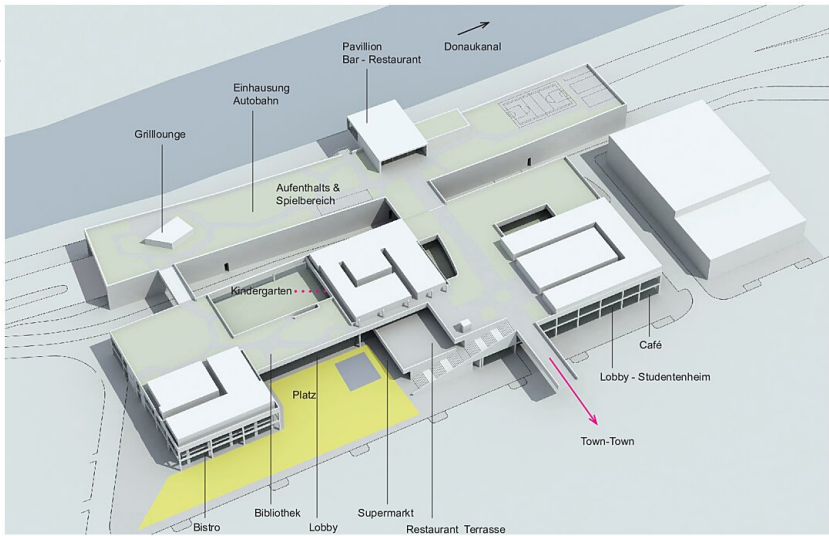 Pavillion
Bar - Restaurant
Donaukanal
Einhausung
Autobahn
Grilllounge
Aufenthalts &
Spielbereich
Kindergarten
Café
Lobby - Studentenheim
Platz
Town-Town
Bibliothek
Supermarkt
Bistro
Lobby
Restaurant Terrasse